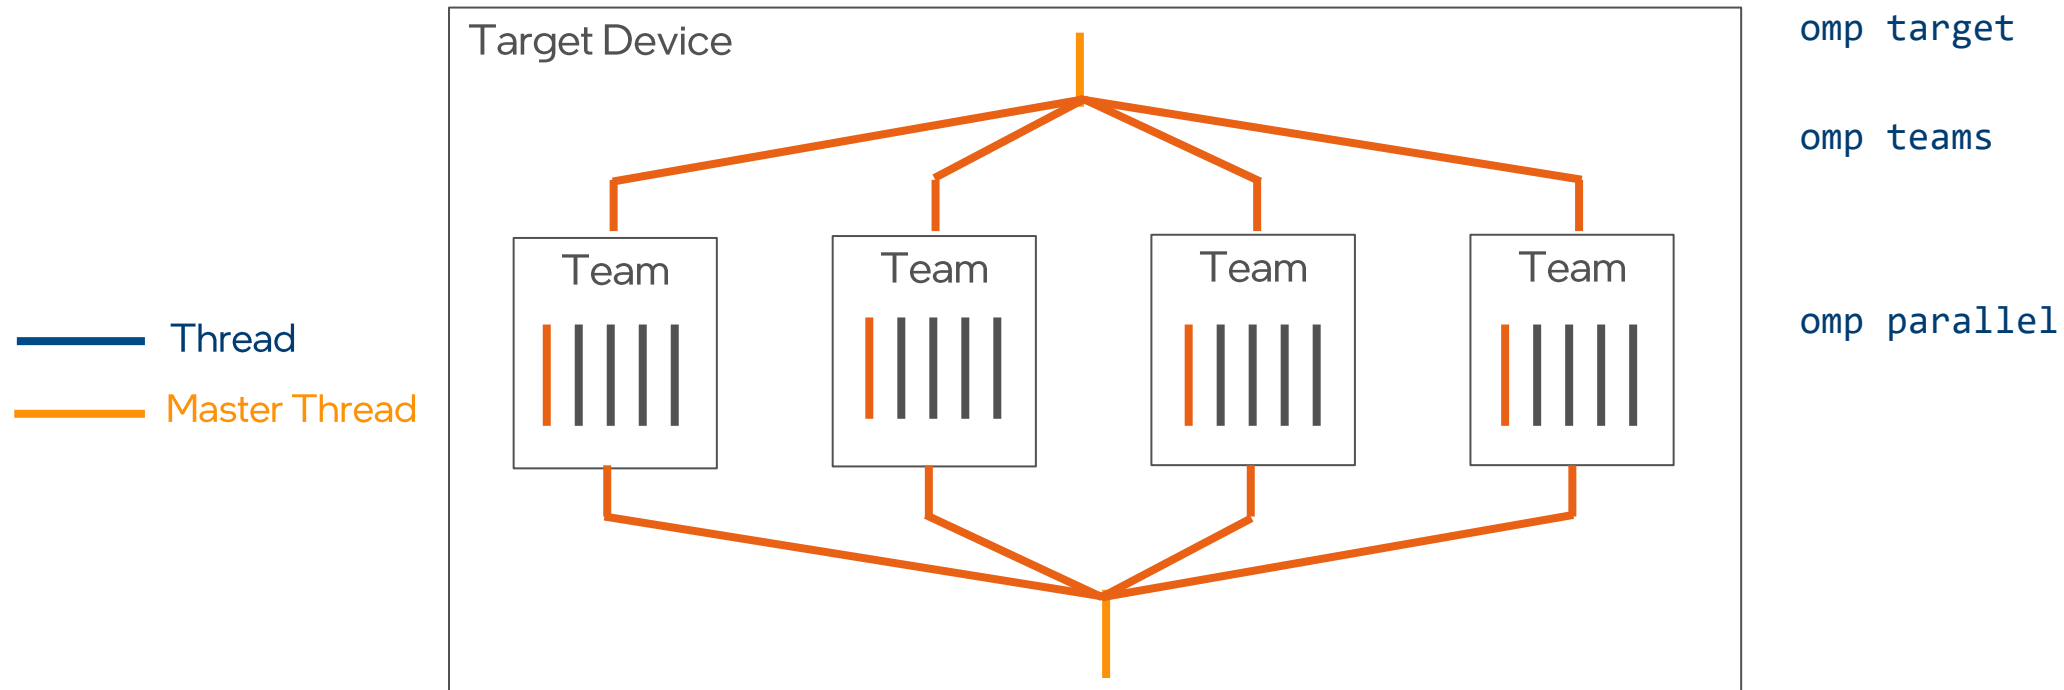 Target Device
omp target
omp teams
Team
Team
Team
Team
omp parallel
Thread
Master Thread